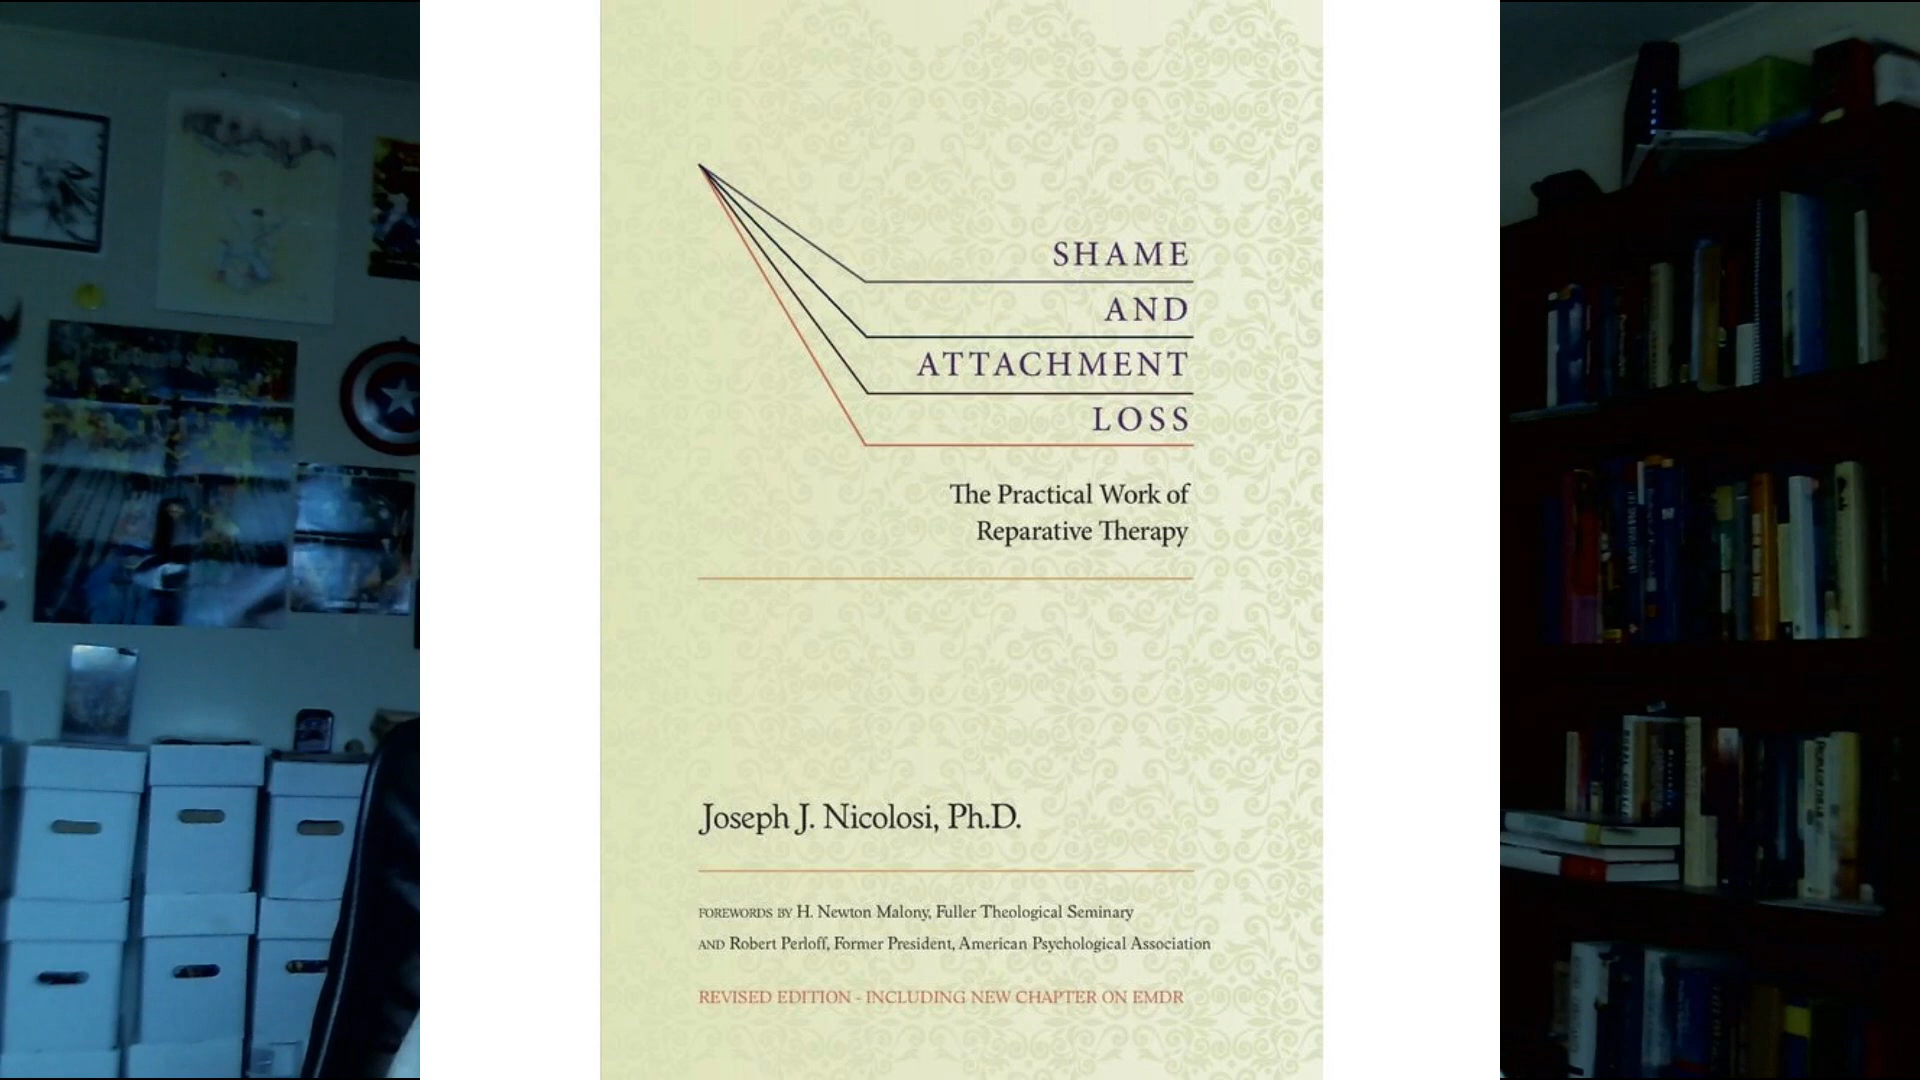 SHAME
AND
ATTACHMENT
LOSS
The Practical Work of
Reparative Therapy
Joseph J. Nicolosi, Ph.D.
FOREWORDS BY H. Newton Malony, Fuller Theological Seminary
AND Robert Perloff, Former President, American Psychological Association
REVISED EDITION - INCLUDING NEW CHAPTER ON EMDR